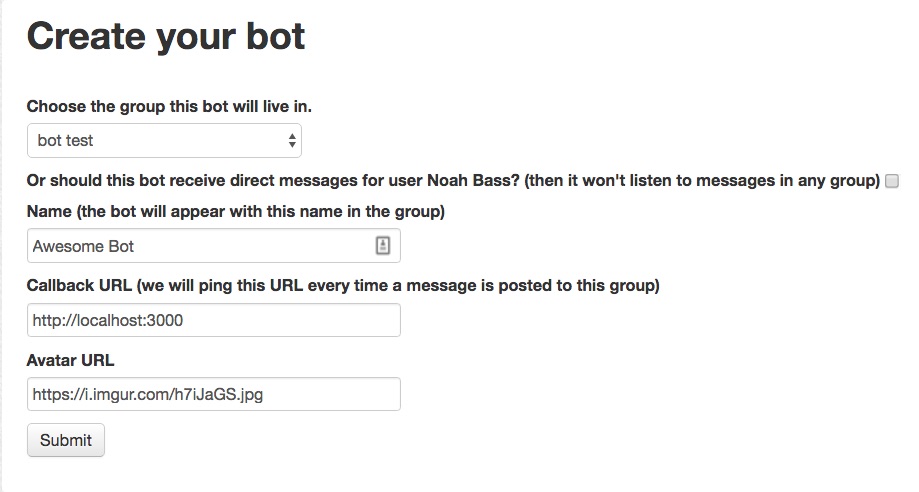 Create your bot
Choose the group this bot will live in.
bot test
Or should this bot receive direct messages for user Noah Bass? (then it won't listen to messages in any group)
Name (the bot will appear with this name in the group)
Awesome Bot
Callback URL (we will ping this URL every time a message is posted to this group)
http://localhost:3000
Avatar URL
https://i.imgur.com/h7iJaGS.jpg
Submit